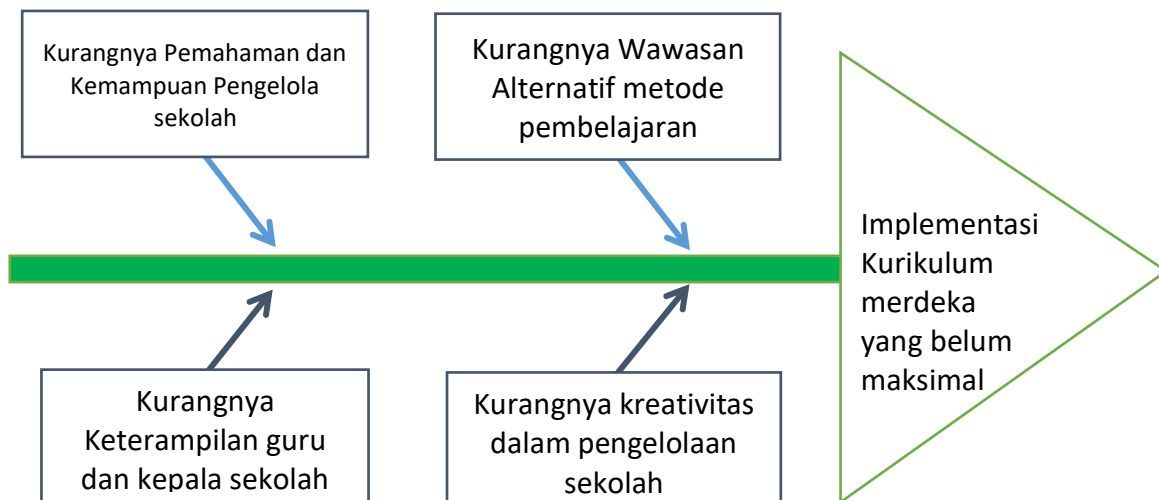 Kurangnya Pemahaman dan
Kemampuan Pengelola
sekolah
Kurangnya Wawasan
Alternatif metode
pembelajaran
Implementasi
Kurikulum
merdeka
yang belum
maksimal
Kurangnya
Keterampilan guru
dan kepala sekolah
Kurangnya kreativitas
dalam pengelolaan
sekolah